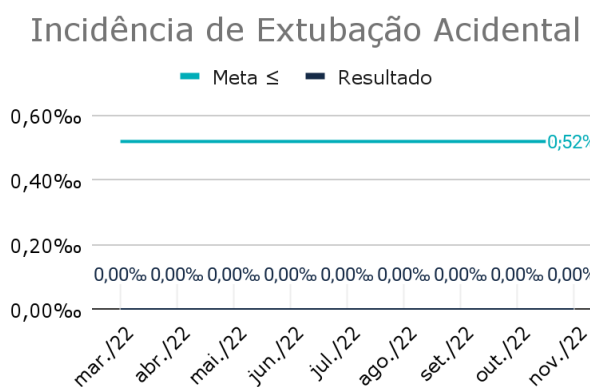 Incidência de Extubação Acidental
Meta ≤ Resultado
0,60‰
0;52%
0,40‰
0,20‰
0,00‰ 0,00‰ 0,00‰ 0,00‰ 0,00‰ 0,00‰ 0,00‰ 0,00‰ 0,00%
0,00‰
mar./22 abr./22 mai./22 jun./22 jul./22 ago./22 set./22 out./22 nov./22